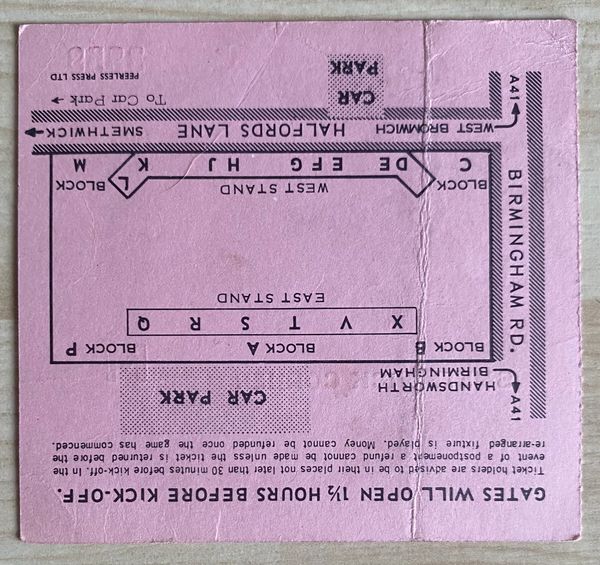 GATES WILL OPEN 1½ HOURS BEFORE KICK-OFF.
Ticket holders are advised to be in their places not later than 30 minutes before kick-off. In the
event of a postponement a refund cannot be made unless the ticket is returned before the
re-arranged fixture is played. Money cannot be refunded once the game has commenced.
A41
HANDSWORTH
BIRMINGHAM
CAR PARK
BLOCK B
BLOCK A
BLOCK P
X V T S R Q
EAST STAND
BIRMINGHAM RD.
WEST STAND
BLOCK
C
DE EFG H J K
L
BLOCK
M
WEST BROMWICH
A41
HALFORDS LANE
SMETHWICK
CAR
PARK
To Car Park
PEERLESS PRESS LTD